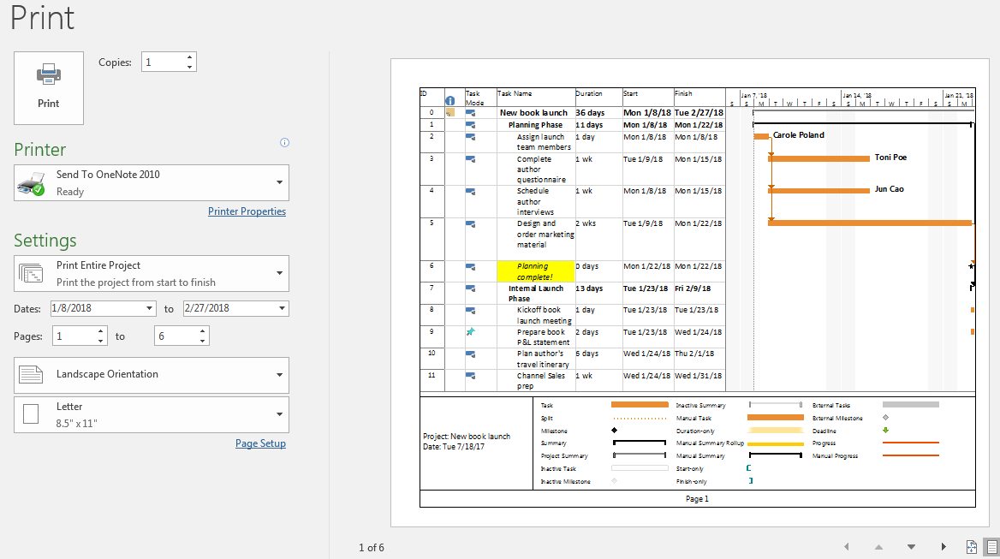 Print
Print
Copies: 1
Printer
Send To OneNote 2010
Ready
Printer Properties
Settings
Print Entire Project
Print the project from start to finish
Dates: 1/8/2018 to 2/27/2018
Pages: 1 to 6
Landscape Orientation
Letter
8.5" x 11"
Page Setup
ID Task Mode Task Name Duration Start Finish
Jan 7, '18 Jan 14, '18 Jan 21, '18
S S M T W T F S S M T W T F S S M
0 New book launch 36 days Mon 1/8/18 Tue 2/27/18
1 Planning Phase 11 days Mon 1/8/18 Mon 1/22/18
2 Assign launch 1 day Mon 1/8/18 Mon 1/8/18 Carole Poland
team members
3 Complete 1 wk Tue 1/9/18 Mon 1/15/18 Toni Poe
author
questionnaire
4 Schedule 1 wk Mon 1/8/18 Mon 1/15/18 Jun Cao
author
interviews
5 Design and 2 wks Tue 1/9/18 Mon 1/22/18
order marketing
material
6 Planning 0 days Mon 1/22/18 Mon 1/22/18
complete!
7 Internal Launch 13 days Tue 1/23/18 Fri 2/9/18
Phase
8 Kickoff book 1 day Tue 1/23/18 Tue 1/23/18
launch meeting
9 Prepare book 2 days Tue 1/23/18 Wed 1/24/18
P&L statement
10 Plan author's 6 days Wed 1/24/18 Thu 2/1/18
travel itinerary
11 Channel Sales 1 wk Wed 1/24/18 Wed 1/31/18
prep
Project: New book launch
Date: Tue 7/18/17
Task Inactive Summary External Tasks
Split Manual Task External Milestone
Milestone Duration-only Deadline
Summary Manual Summary Rollup Progress
Project Summary Manual Summary Manual Progress
Inactive Task Start-only
Inactive Milestone Finish-only
Page 1
1 of 6